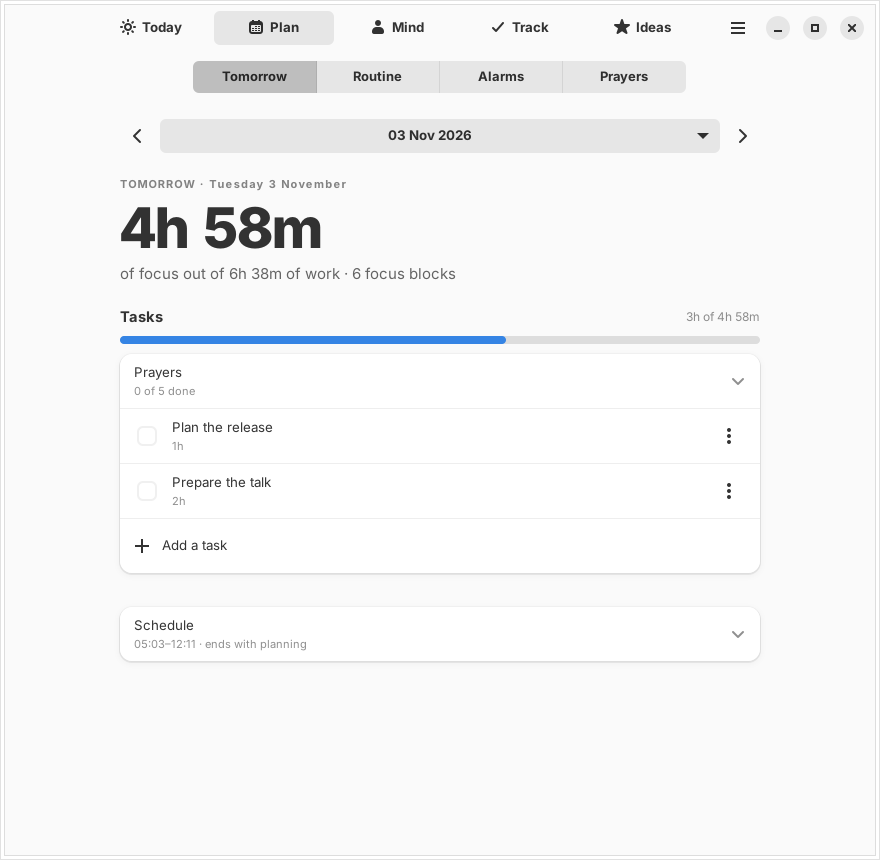 Today
Plan
Mind
Track
Ideas
Tomorrow
Routine
Alarms
Prayers
03 Nov 2026
TOMORROW · Tuesday 3 November
4h 58m
of focus out of 6h 38m of work · 6 focus blocks
Tasks
3h of 4h 58m
Prayers
0 of 5 done
Plan the release
1h
Prepare the talk
2h
Add a task
Schedule
05:03–12:11 · ends with planning